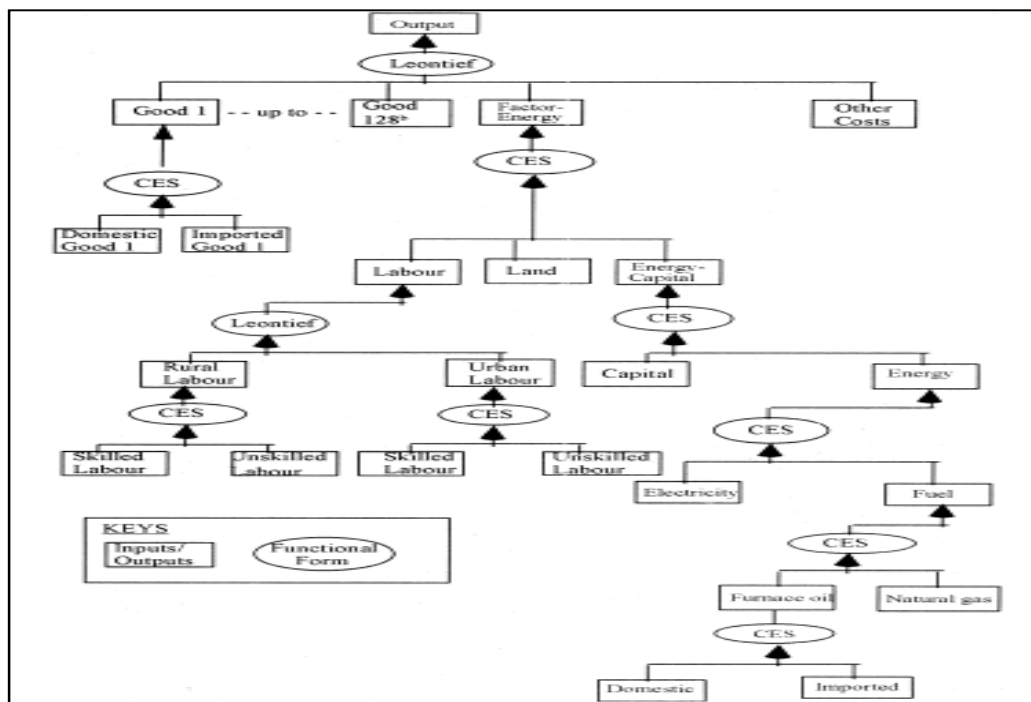 Output
Leontief
Good 1
- - up to - -
Good
128ᵇ
Factor-
Energy
Other
Costs
CES
CES
Domestic
Good 1
Imported
Good 1
Labour
Land
Energy-
Capital
Leontief
CES
Rural
Labour
Urban
Labour
Capital
Energy
CES
CES
CES
Skilled
Labour
Unskilled
Labour
Skilled
Labour
Unskilled
Labour
Electricity
Fuel
KEYS
Inputs/
Outputs
Functional
Form
CES
Furnace oil
Natural gas
CES
Domestic
Imported